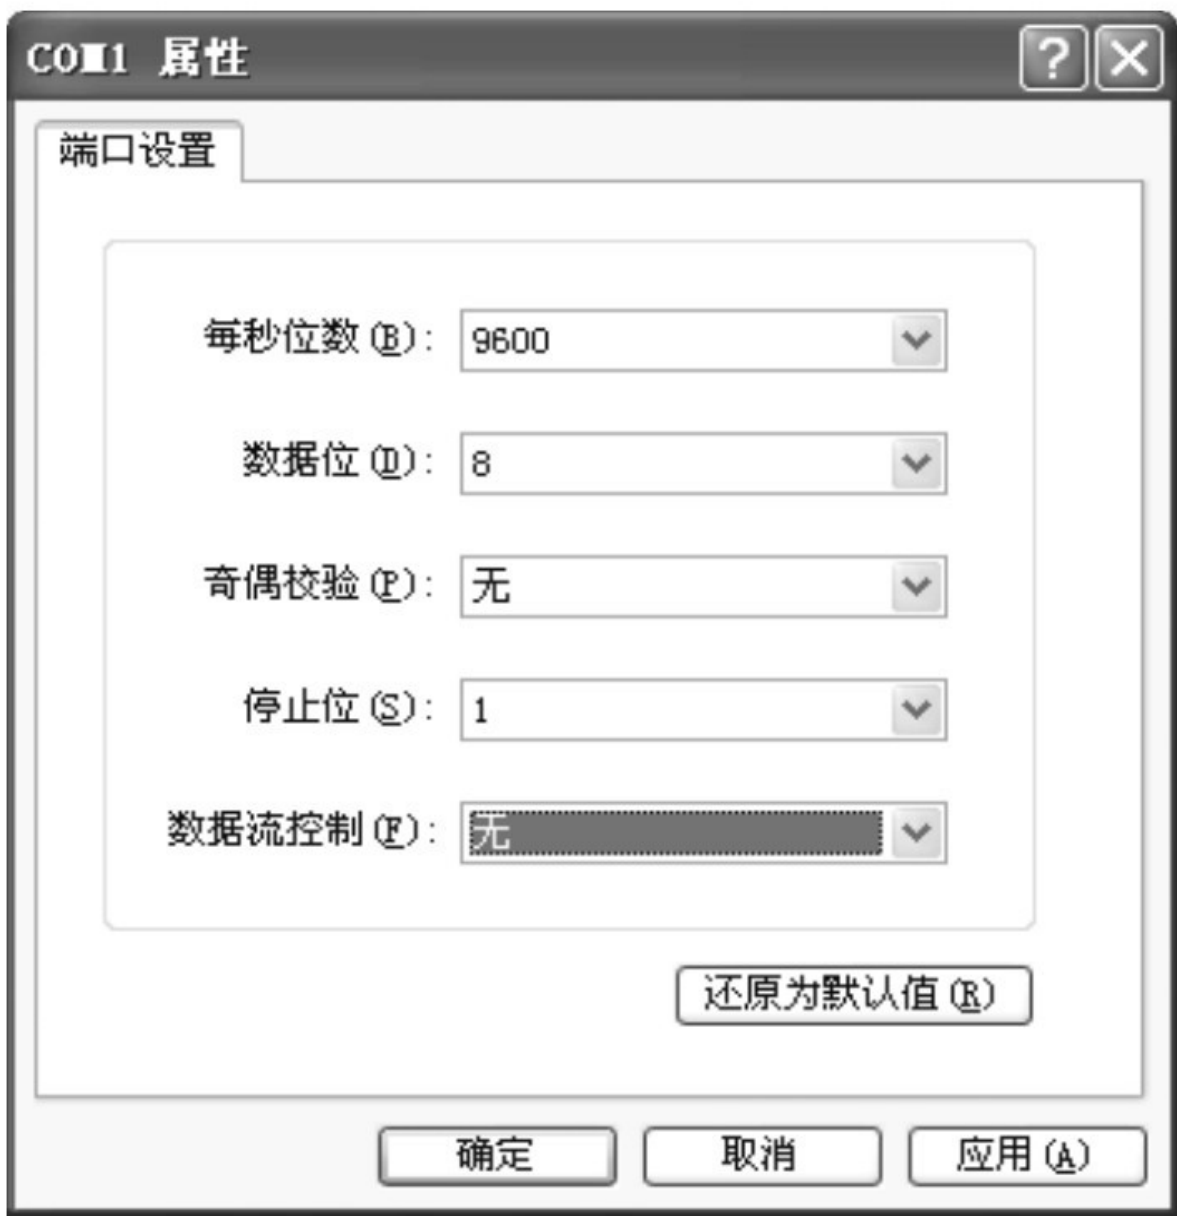 COM1 属性
端口设置
每秒位数(B): 9600
数据位(D): 8
奇偶校验(P): 无
停止位(S): 1
数据流控制(F): 无
还原为默认值(R)
确定 取消 应用(A)